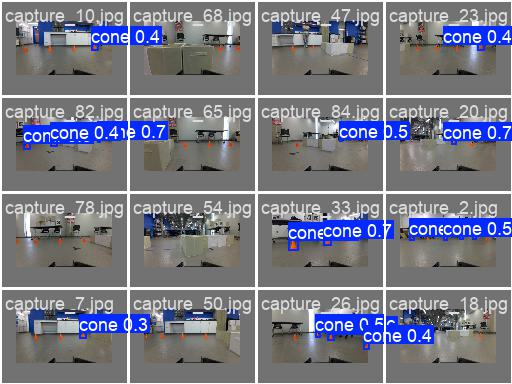 capture_10.jpg
capture_68.jpg
capture_47.jpg
capture_23.jpg
cone 0.4
cone 0.4
capture_82.jpg
capture_65.jpg
capture_84.jpg
capture_20.jpg
cone 0.4
0.7
0.5
cone 0.7
capture_78.jpg
capture_54.jpg
capture_33.jpg
capture_2.jpg
cone 0.7
cone 0.5
capture_7.jpg
capture_50.jpg
capture_26.jpg
capture_18.jpg
cone 0.3
cone 0.5
cone 0.4